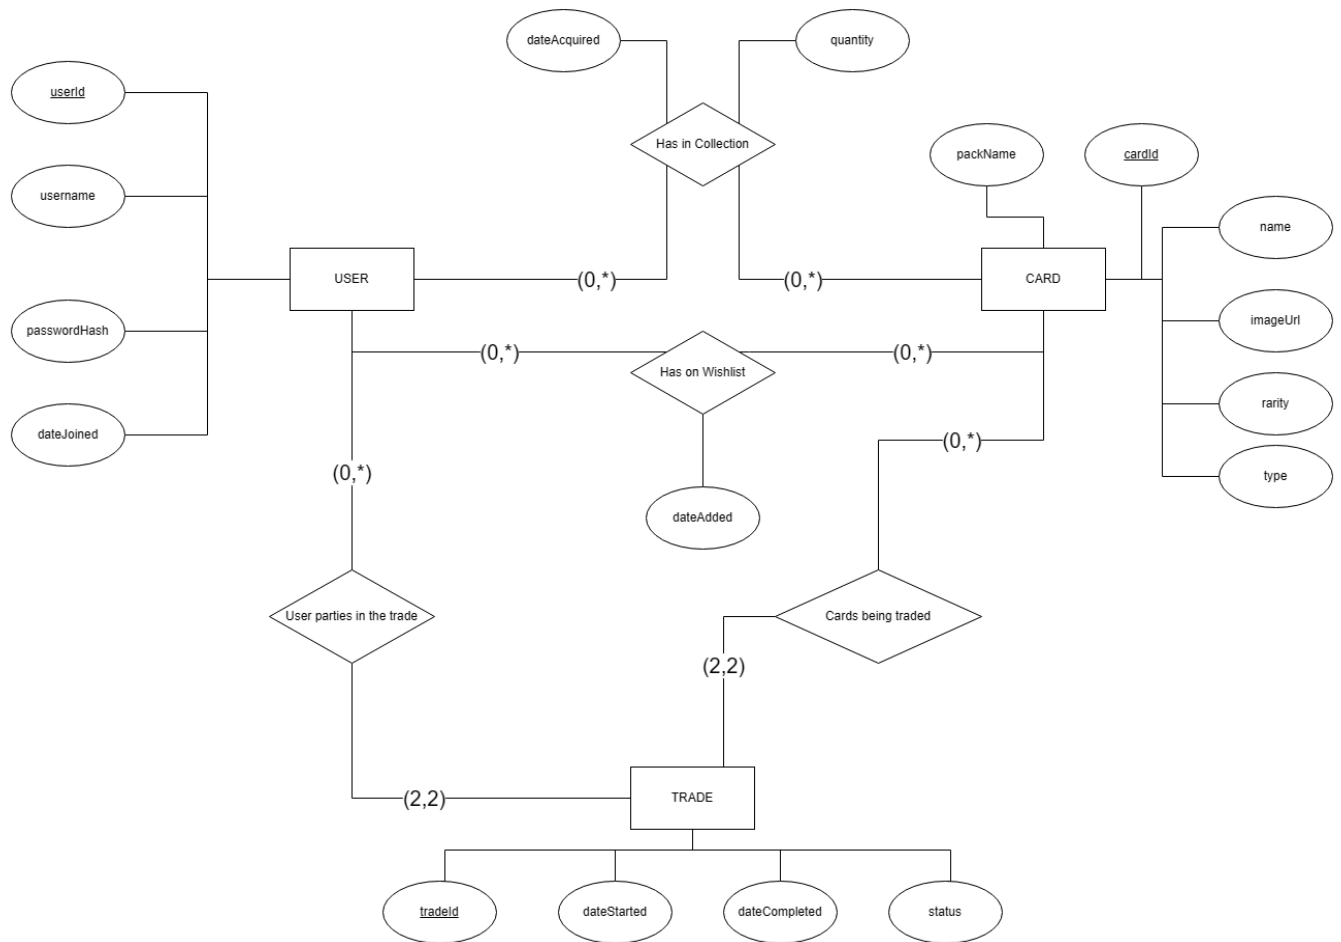 dateAcquired
quantity
userId
Has in Collection
packName
cardId
username
name
USER
(0,*)
(0,*)
CARD
imageUrl
passwordHash
(0,*)
(0,*)
Has on Wishlist
rarity
dateJoined
(0,*)
(0,*)
type
dateAdded
User parties in the trade
Cards being traded
(2,2)
(2,2)
TRADE
tradeId
dateStarted
dateCompleted
status